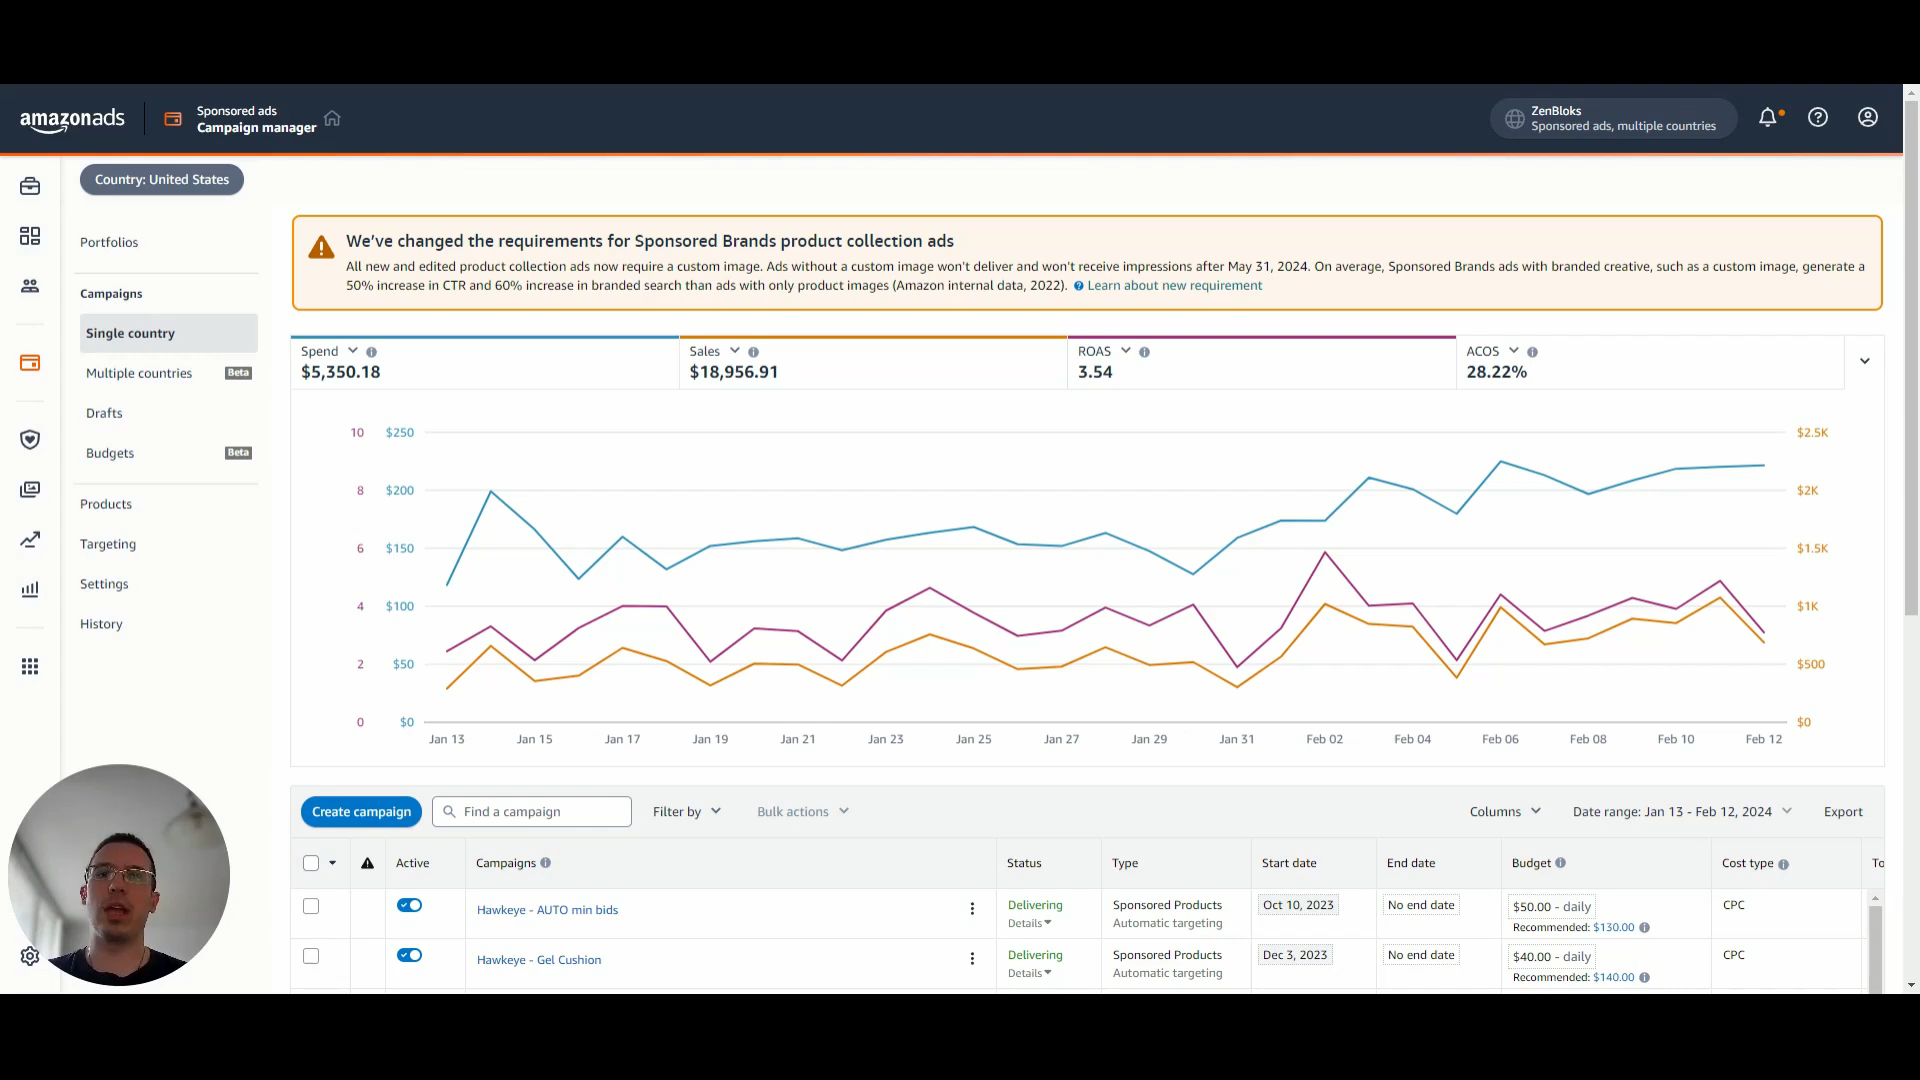 amazonads
Sponsored ads
Campaign manager
ZenBloks
Sponsored ads, multiple countries
Country: United States
Portfolios
Campaigns
Single country
Multiple countries Beta
Drafts
Budgets Beta
Products
Targeting
Settings
History
We've changed the requirements for Sponsored Brands product collection ads
All new and edited product collection ads now require a custom image. Ads without a custom image won't deliver and won't receive impressions after May 31, 2024. On average, Sponsored Brands ads with branded creative, such as a custom image, generate a
50% increase in CTR and 60% increase in branded search than ads with only product images (Amazon internal data, 2022). Learn about new requirement
Spend Sales ROAS ACOS
$5,350.18 $18,956.91 3.54 28.22%
10 $250 $2.5K
8 $200 $2K
6 $150 $1.5K
4 $100 $1K
2 $50 $500
0 $0 $0
Jan 13 Jan 15 Jan 17 Jan 19 Jan 21 Jan 23 Jan 25 Jan 27 Jan 29 Jan 31 Feb 02 Feb 04 Feb 06 Feb 08 Feb 10 Feb 12
Create campaign Find a campaign Filter by Bulk actions Columns Date range: Jan 13 - Feb 12, 2024 Export
Active Campaigns Status Type Start date End date Budget Cost type To
Hawkeye - AUTO min bids Delivering Sponsored Products Oct 10, 2023 No end date $50.00 - daily CPC
Details Automatic targeting Recommended: $130.00
Hawkeye - Gel Cushion Delivering Sponsored Products Dec 3, 2023 No end date $40.00 - daily CPC
Details Automatic targeting Recommended: $140.00